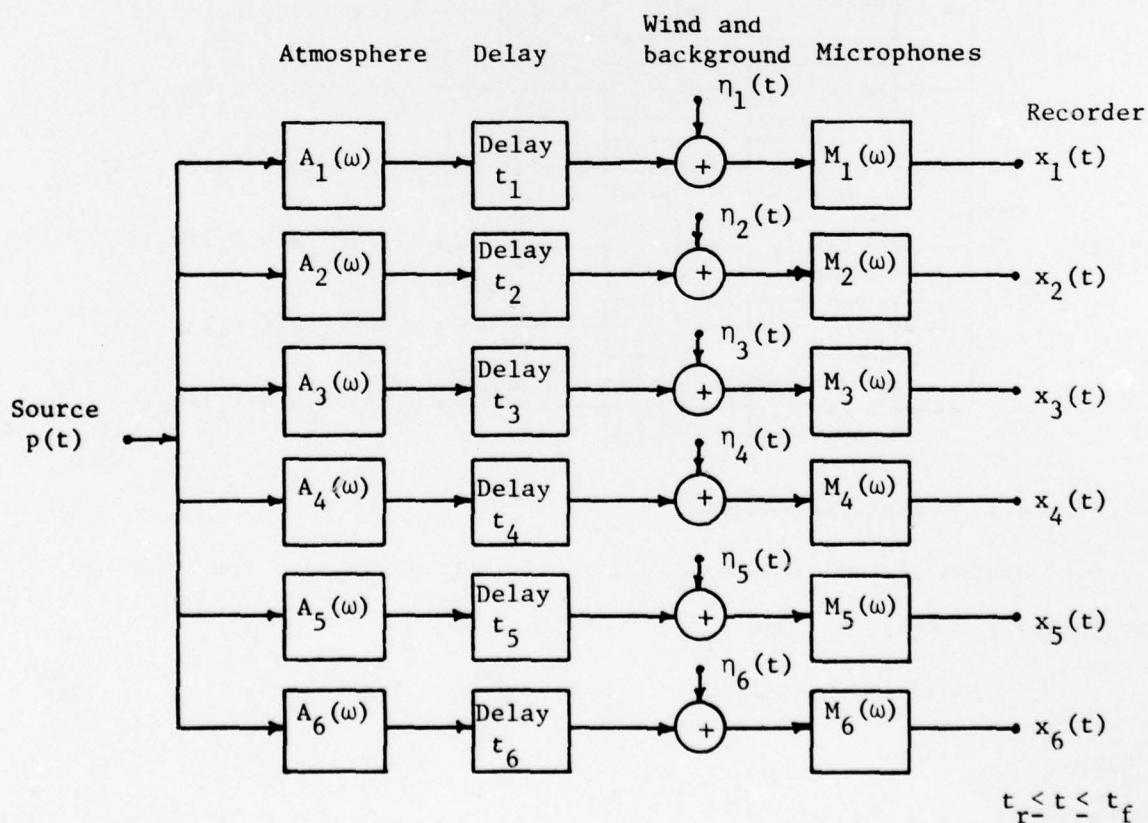 Atmosphere Delay Wind and background Microphones
Recorder
η₁(t)
A₁(ω) Delay t₁ + M₁(ω) x₁(t)
η₂(t)
A₂(ω) Delay t₂ + M₂(ω) x₂(t)
η₃(t)
A₃(ω) Delay t₃ + M₃(ω) x₃(t)
Source p(t)
η₄(t)
A₄(ω) Delay t₄ + M₄(ω) x₄(t)
η₅(t)
A₅(ω) Delay t₅ + M₅(ω) x₅(t)
η₆(t)
A₆(ω) Delay t₆ + M₆(ω) x₆(t)
t_r ≤ t ≤ t_f